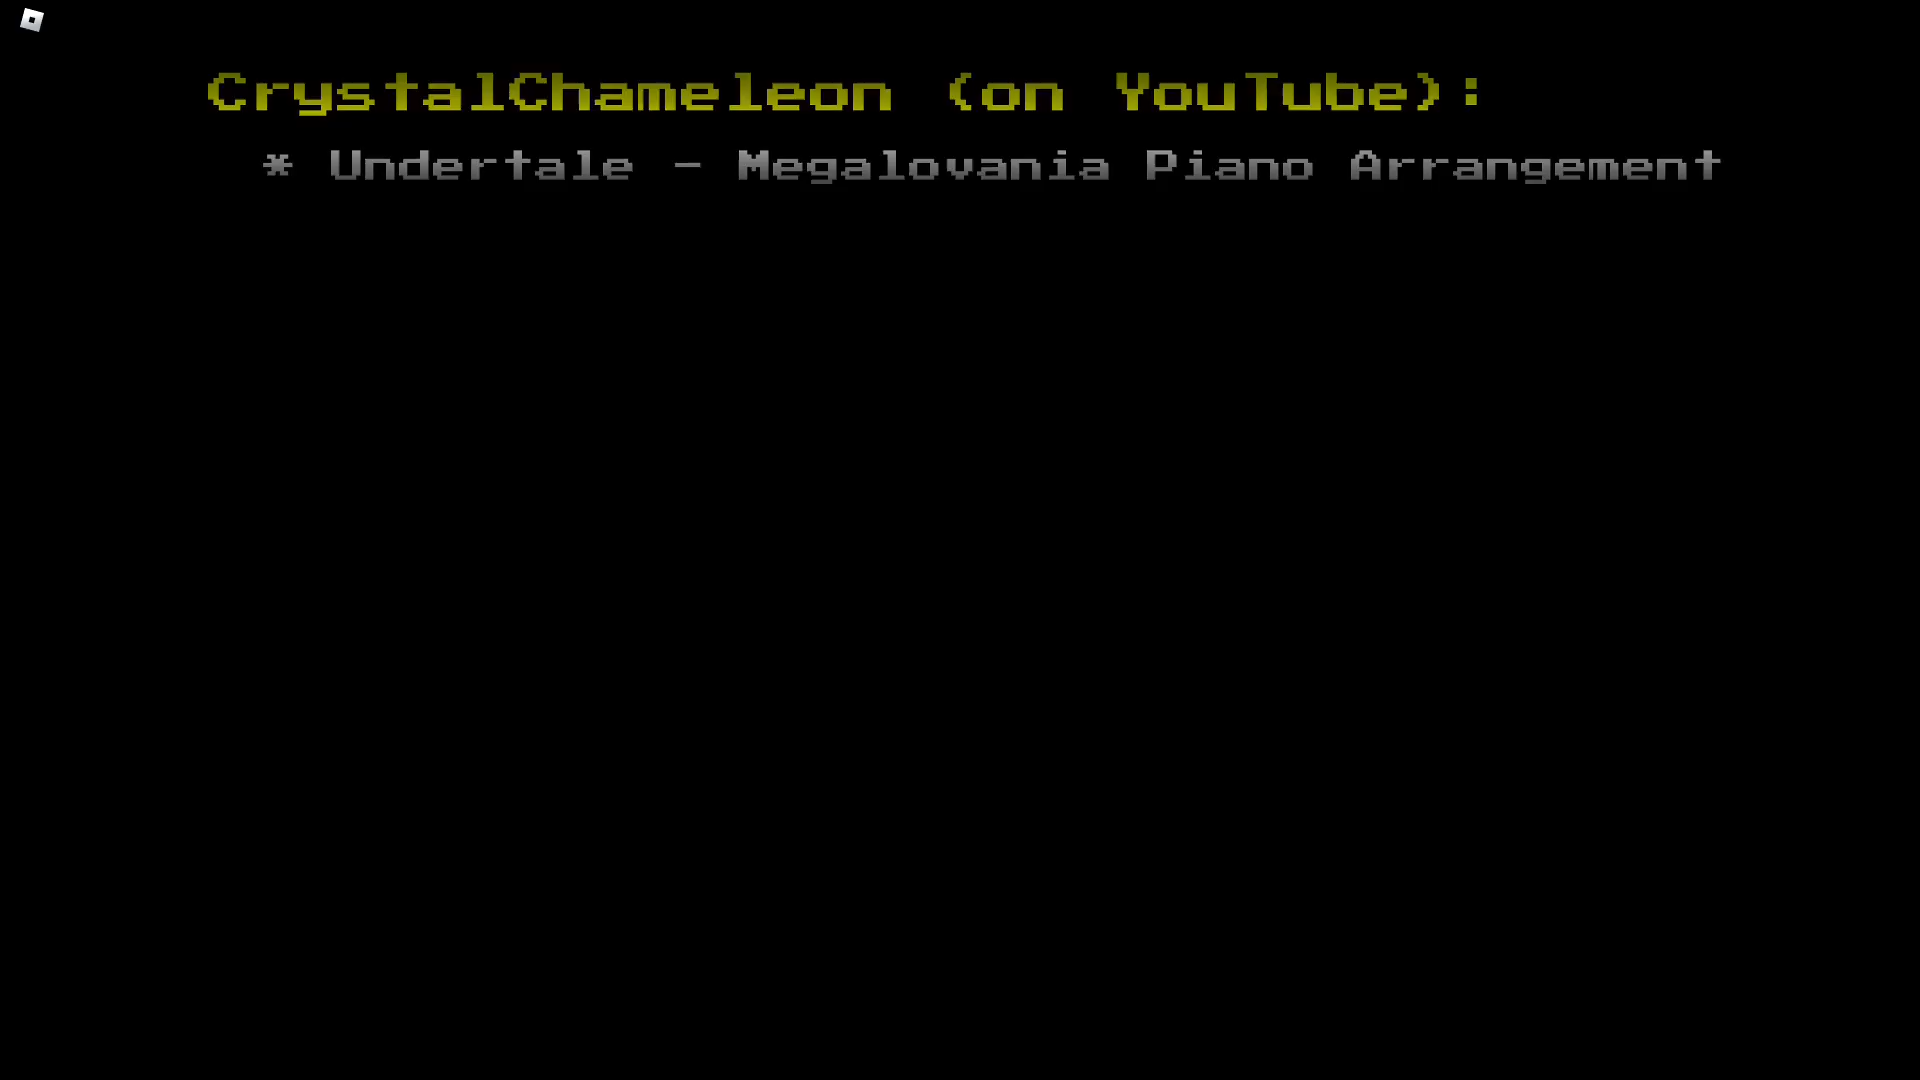 CrystalChameleon (on YouTube):
* Undertale - Megalovania Piano Arrangement